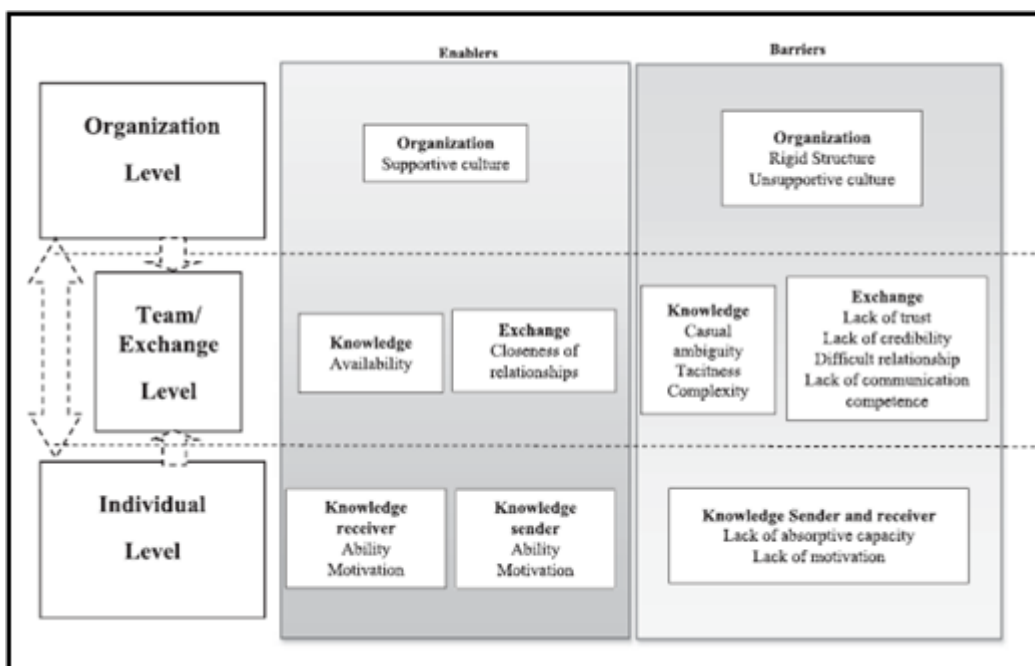 Enablers
Barriers
Organization
Level
Organization
Supportive culture
Organization
Rigid Structure
Unsupportive culture
Team/
Exchange
Level
Knowledge
Availability
Exchange
Closeness of
relationships
Knowledge
Casual
ambiguity
Tacitness
Complexity
Exchange
Lack of trust
Lack of credibility
Difficult relationship
Lack of communication
competence
Individual
Level
Knowledge
receiver
Ability
Motivation
Knowledge
sender
Ability
Motivation
Knowledge Sender and receiver
Lack of absorptive capacity
Lack of motivation